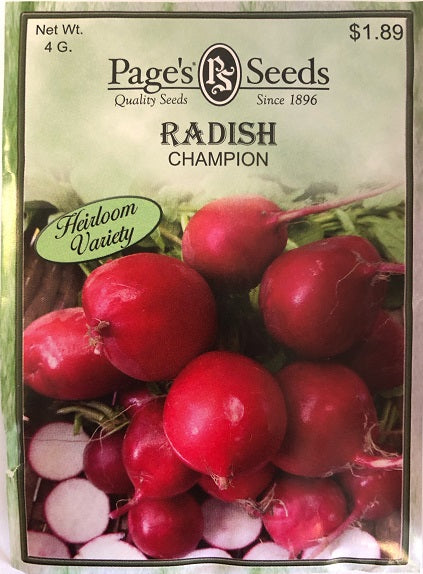 Net Wt.
4 G.
$1.89
Page's PS Seeds
Quality Seeds Since 1896
RADISH
CHAMPION
Heirloom
Variety